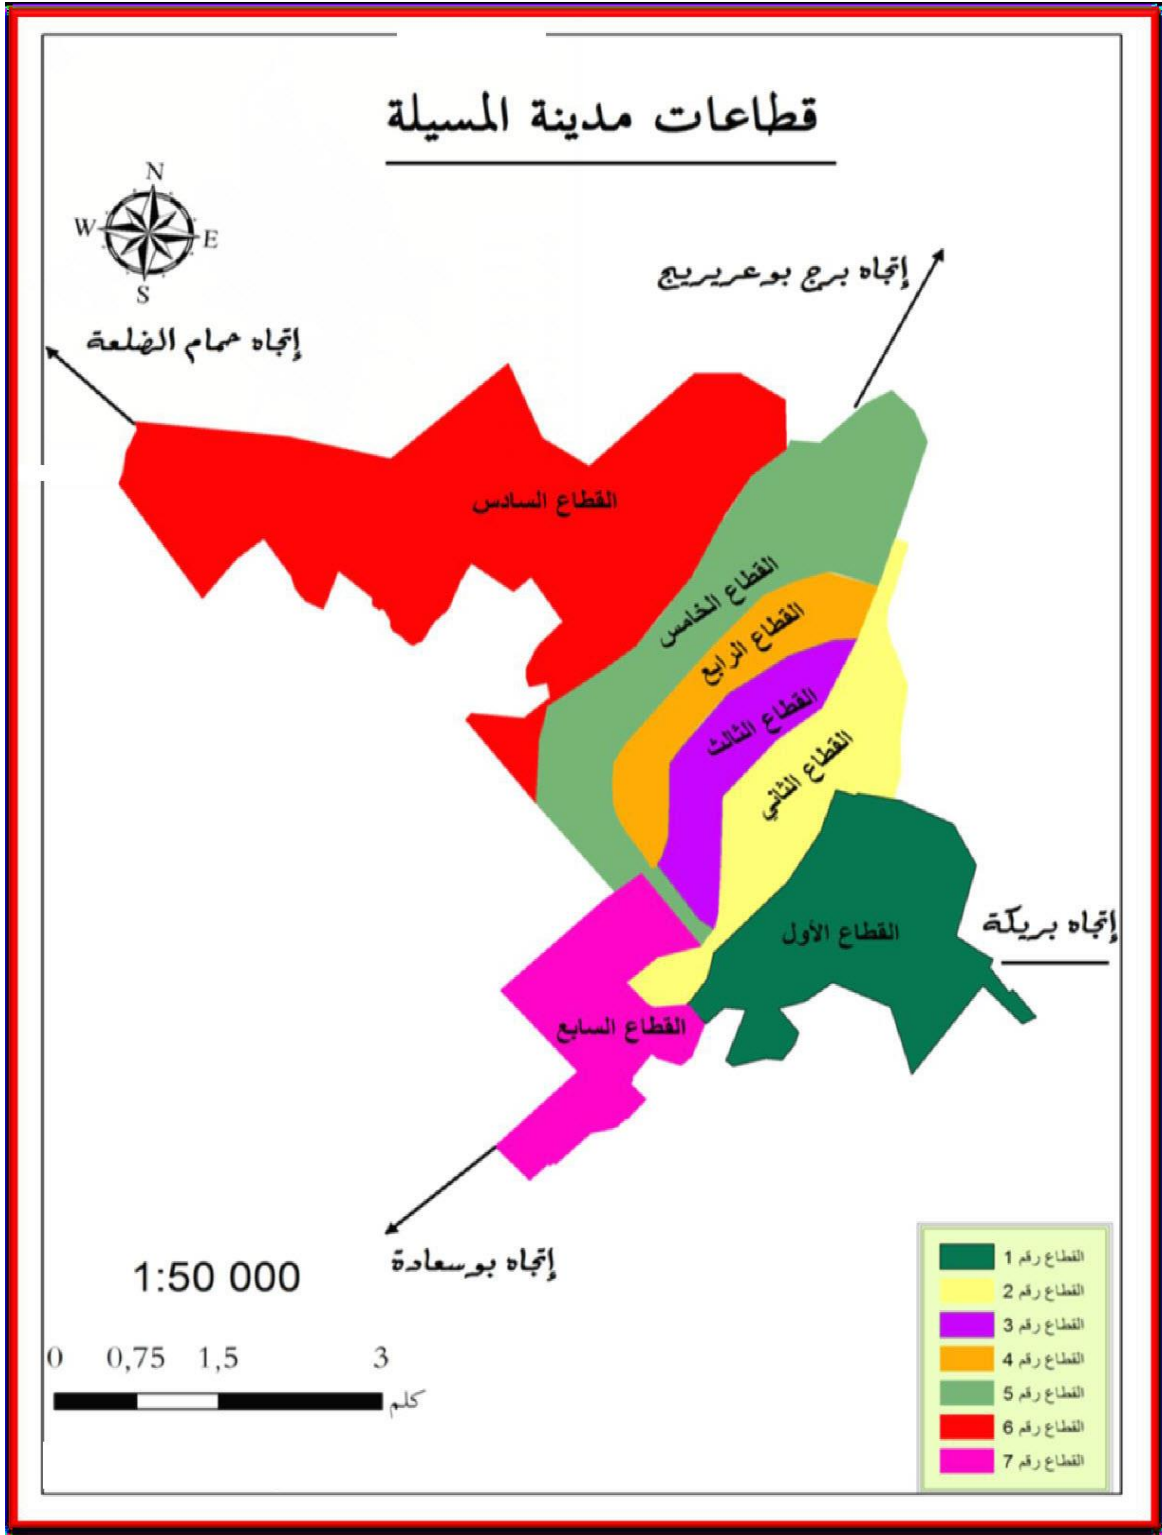 قطاعات مدينة المسيلة
N
W
E
S
إتجاه برج بوعريريج
إتجاه حمام الضلعة
القطاع السادس
القطاع الخامس
القطاع الرابع
القطاع الثالث
القطاع الثاني
القطاع الأول
إتجاه بريكة
القطاع السابع
إتجاه بوسعادة
1:50 000
0 0,75 1,5 3
كلم
القطاع رقم 1
القطاع رقم 2
القطاع رقم 3
القطاع رقم 4
القطاع رقم 5
القطاع رقم 6
القطاع رقم 7